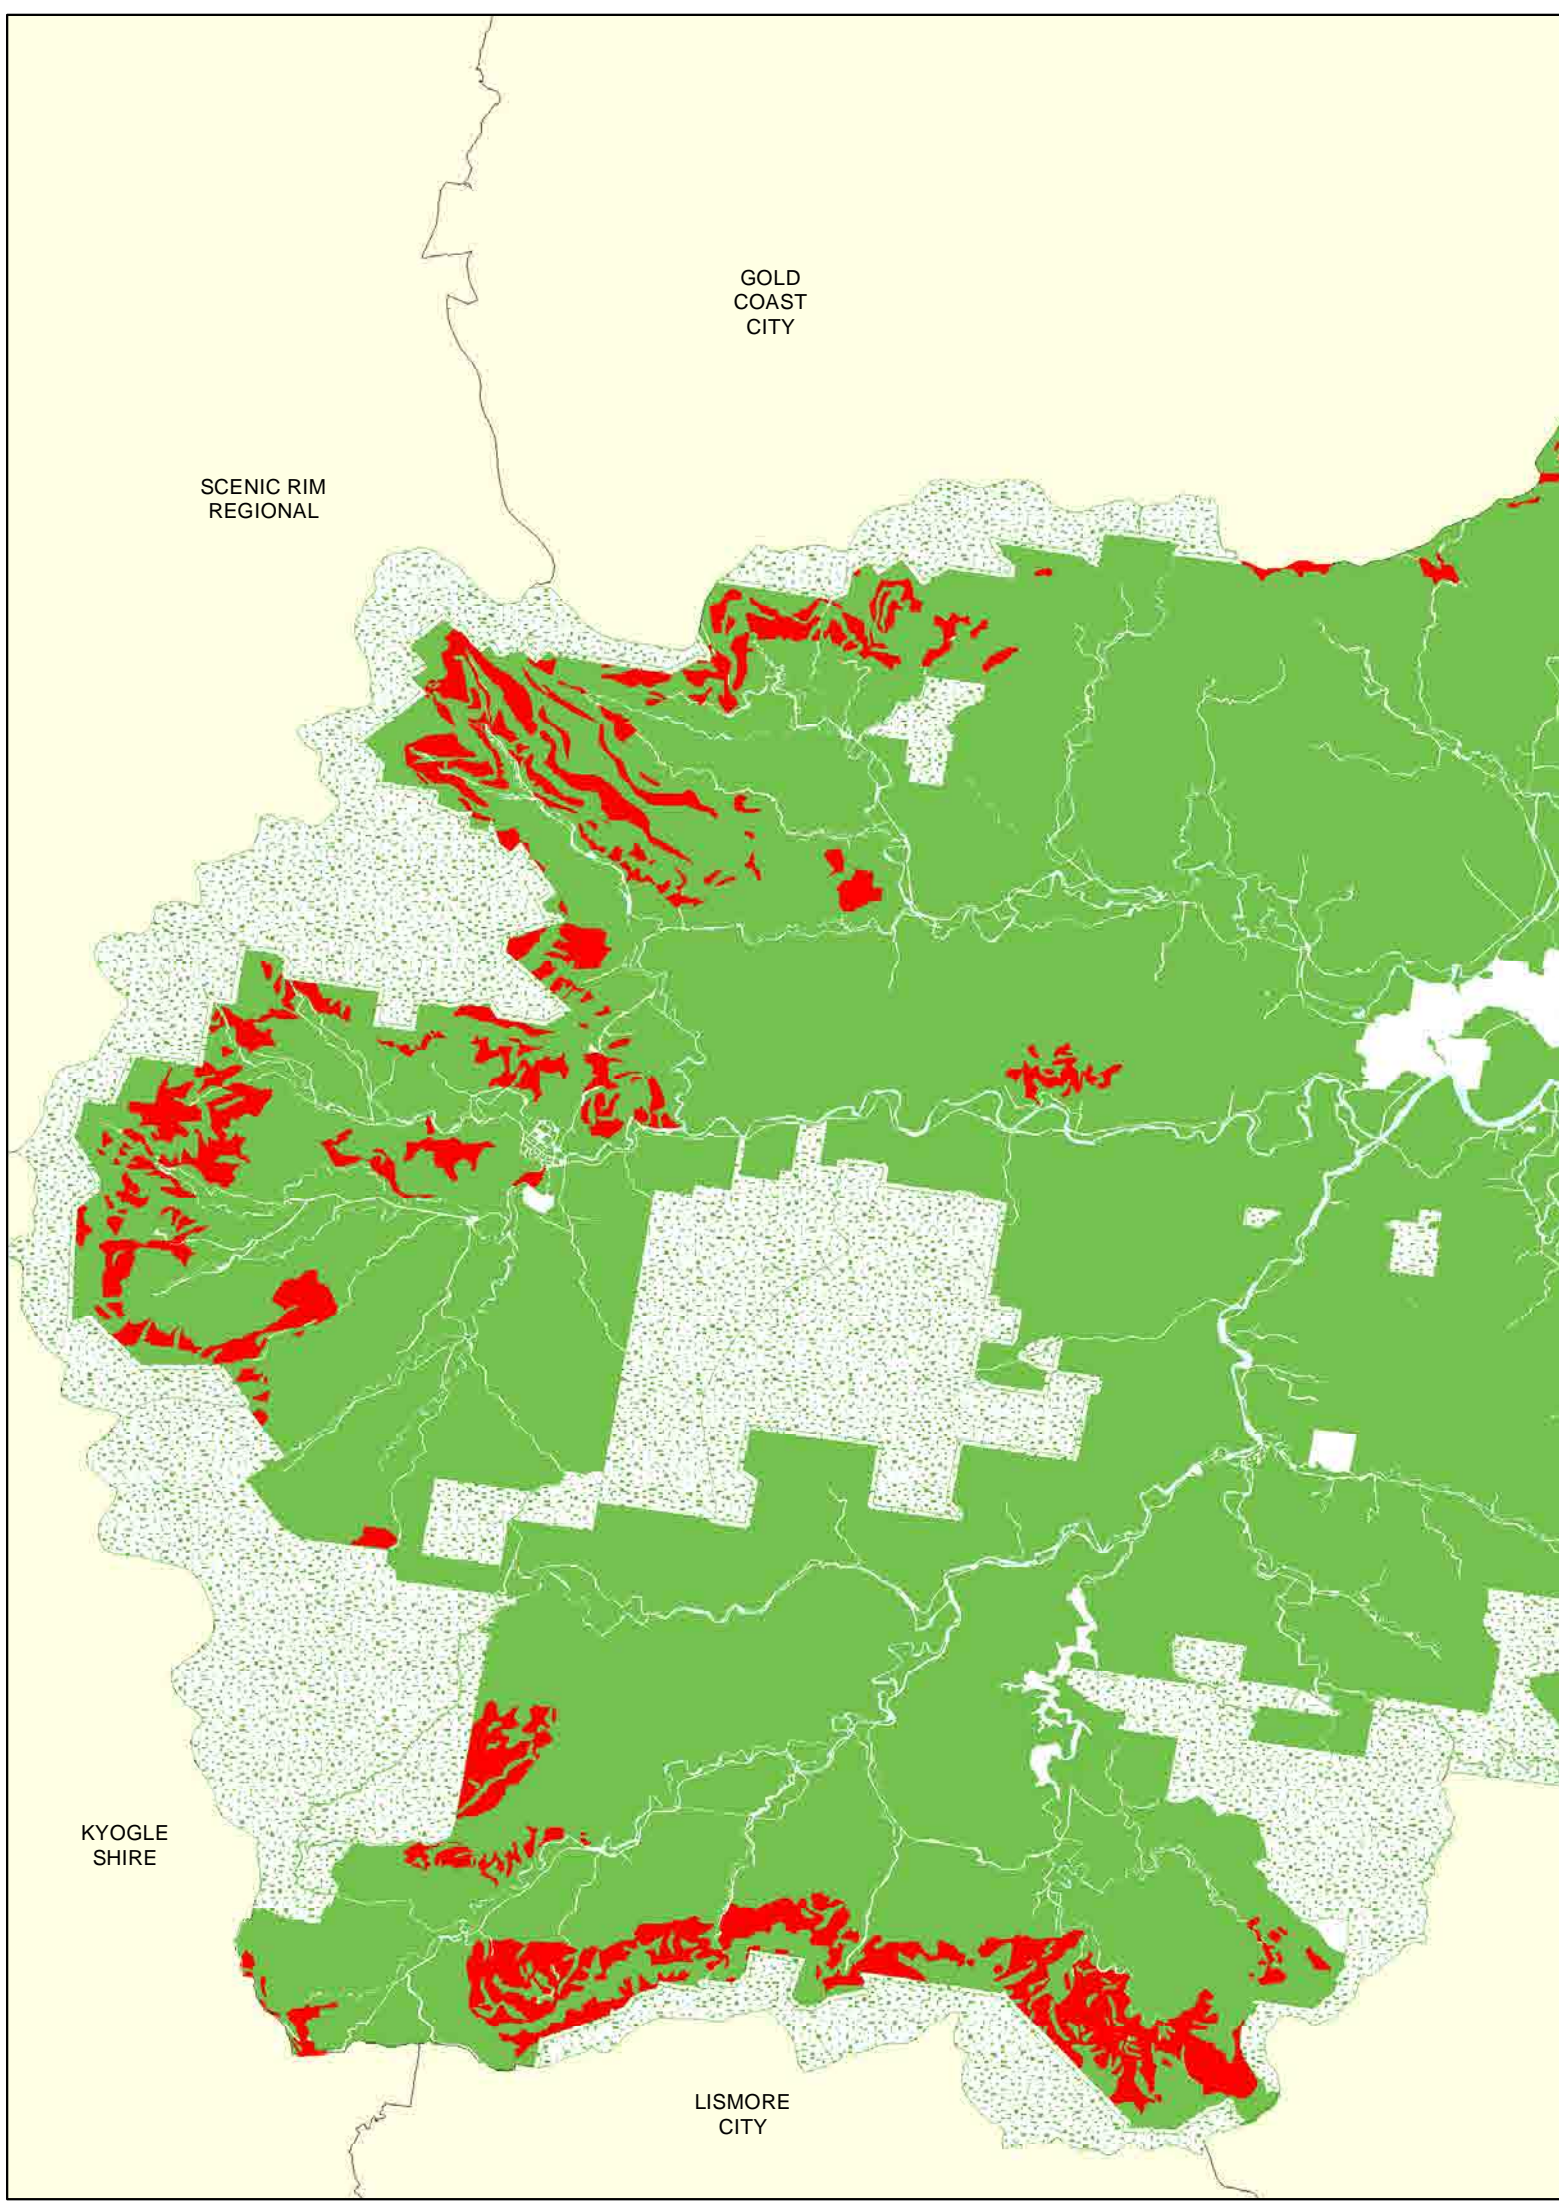 GOLD
COAST
CITY
SCENIC RIM
REGIONAL
KYOGLE
SHIRE
LISMORE
CITY